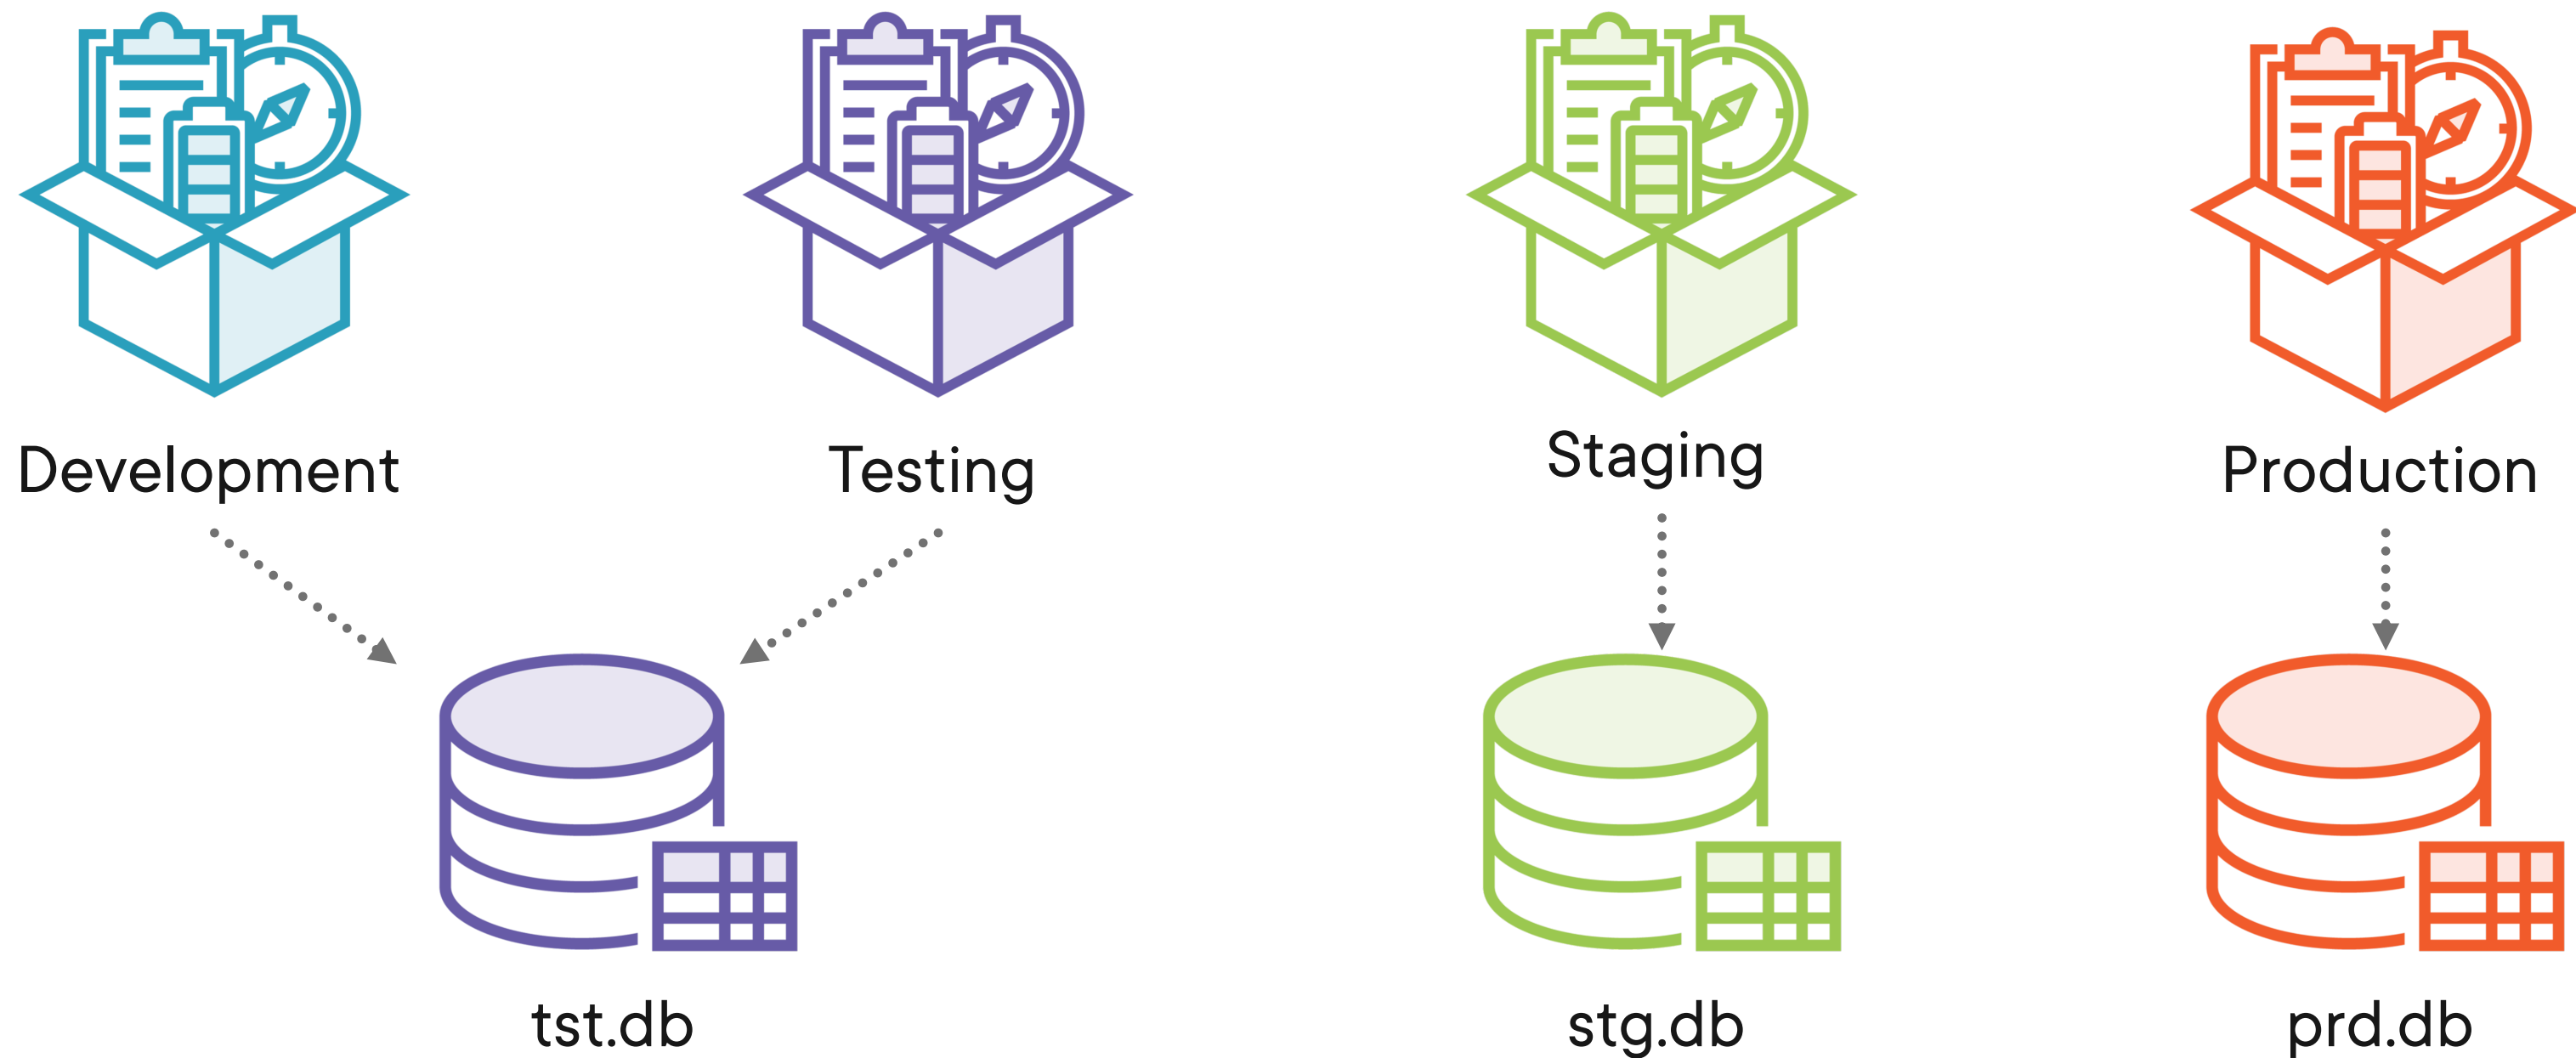 Development
Testing
Staging
Production
tst.db
stg.db
prd.db